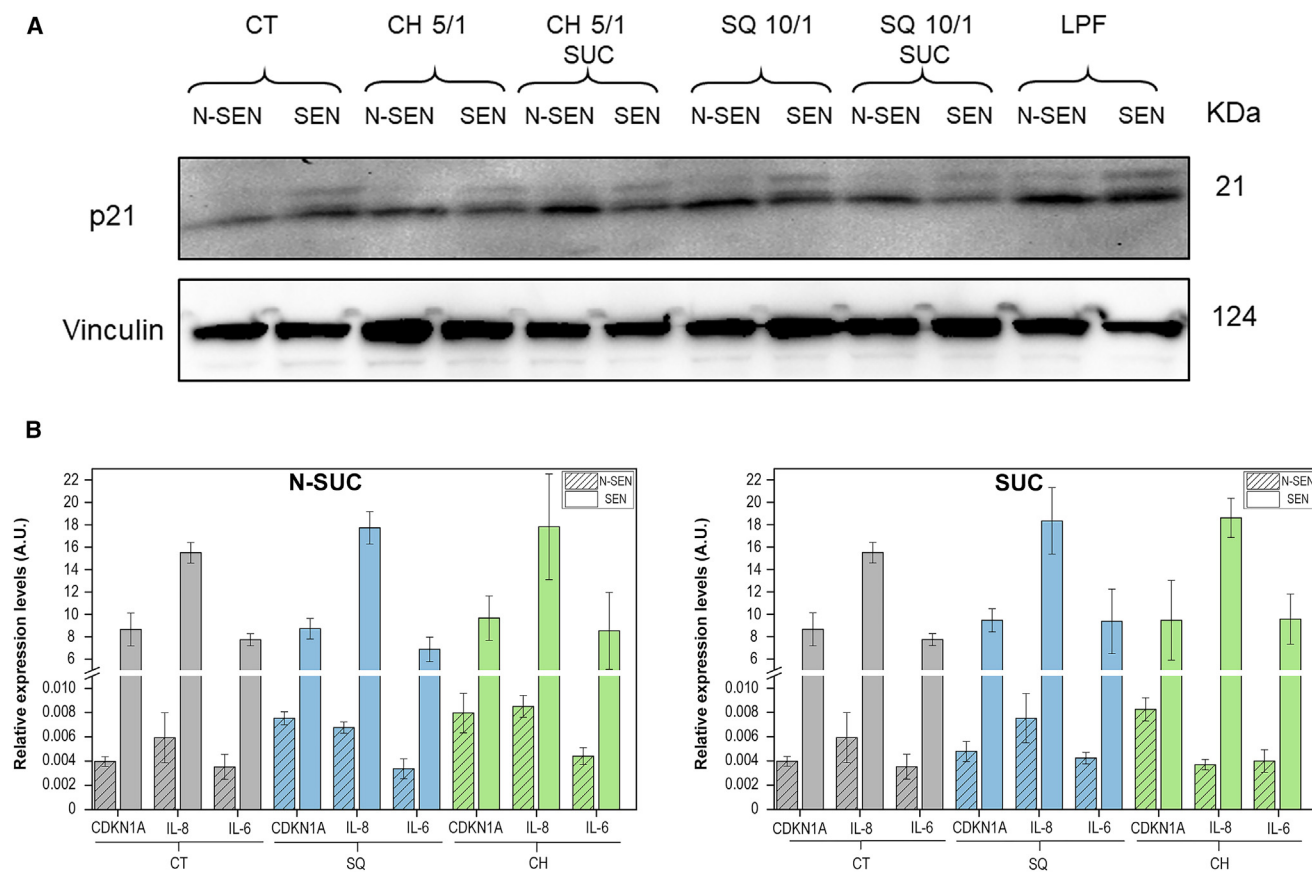 A
CT CH 5/1 CH 5/1 SQ 10/1 SQ 10/1 LPF
SUC SUC
N-SEN SEN N-SEN SEN N-SEN SEN N-SEN SEN N-SEN SEN N-SEN SEN KDa
p21 21
Vinculin 124
B
N-SUC
N-SEN
SEN
Relative expression levels (A.U.)
22
20
18
16
14
12
10
8
6
0.010
0.008
0.006
0.004
0.002
0
CDKN1A IL-8 IL-6 CDKN1A IL-8 IL-6 CDKN1A IL-8 IL-6
CT SQ CH
SUC
N-SEN
SEN
Relative expression levels (A.U.)
22
20
18
16
14
12
10
8
6
0.010
0.008
0.006
0.004
0.002
0
CDKN1A IL-8 IL-6 CDKN1A IL-8 IL-6 CDKN1A IL-8 IL-6
CT SQ CH